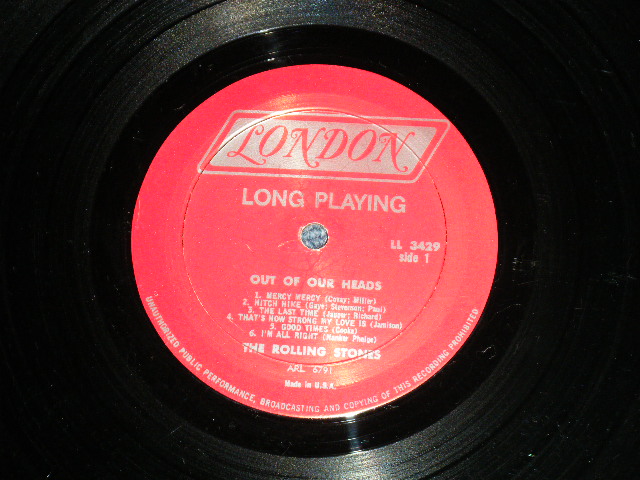 LONDON
LONG PLAYING
LL 3429
side 1
OUT OF OUR HEADS
1. MERCY MERCY (Covay; Miller)
2. HITCH HIKE (Gaye; Stevenson; Paul)
3. THE LAST TIME (Jagger; Richard)
4. THAT'S HOW STRONG MY LOVE IS (Jamison)
5. GOOD TIMES (Cooke)
6. I'M ALL RIGHT (Nanker Phelge)
THE ROLLING STONES
ARL 6791
Made in U.S.A.
UNAUTHORIZED PUBLIC PERFORMANCE, BROADCASTING AND COPYING OF THIS RECORDING PROHIBITED